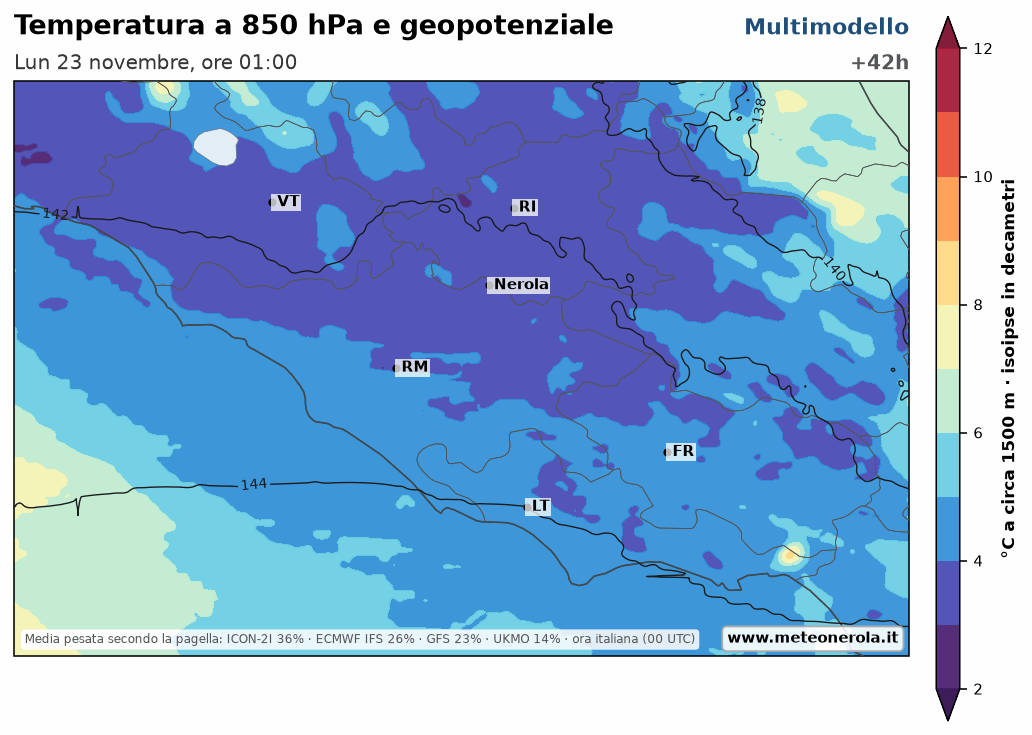 Temperatura a 850 hPa e geopotenziale
Multimodello
Lun 23 novembre, ore 01:00
+42h
138
142
VT
RI
140
Nerola
RM
FR
144
LT
Media pesata secondo la pagella: ICON-2I 36% · ECMWF IFS 26% · GFS 23% · UKMO 14% · ora italiana (00 UTC)
www.meteonerola.it
12
10
8
6
4
2
°C a circa 1500 m · isoipse in decametri